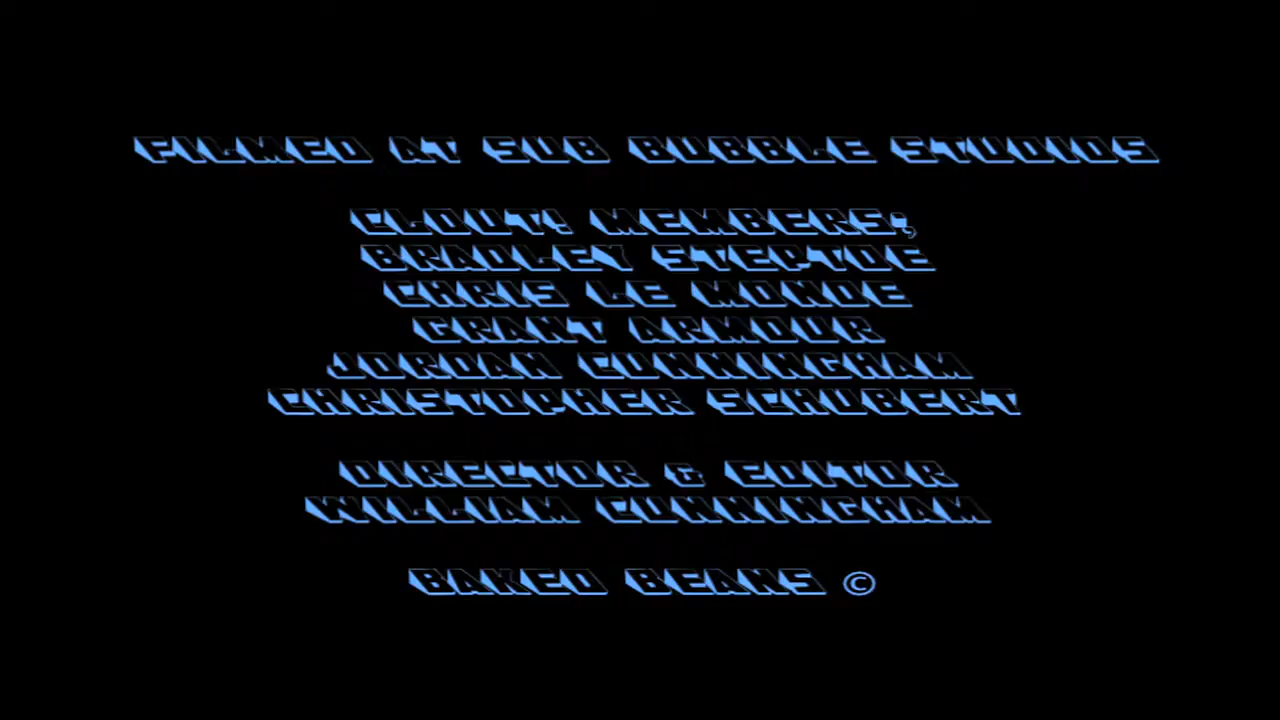 FILMED AT SUB BUBBLE STUDIOS
CLOUT! MEMBERS;
BRADLEY STEPTOE
CHRIS LE MONDE
GRANT ARMOUR
JORDAN CUNNINGHAM
CHRISTOPHER SCHUBERT
DIRECTOR & EDITOR
WILLIAM CUNNINGHAM
BAKED BEANS ©